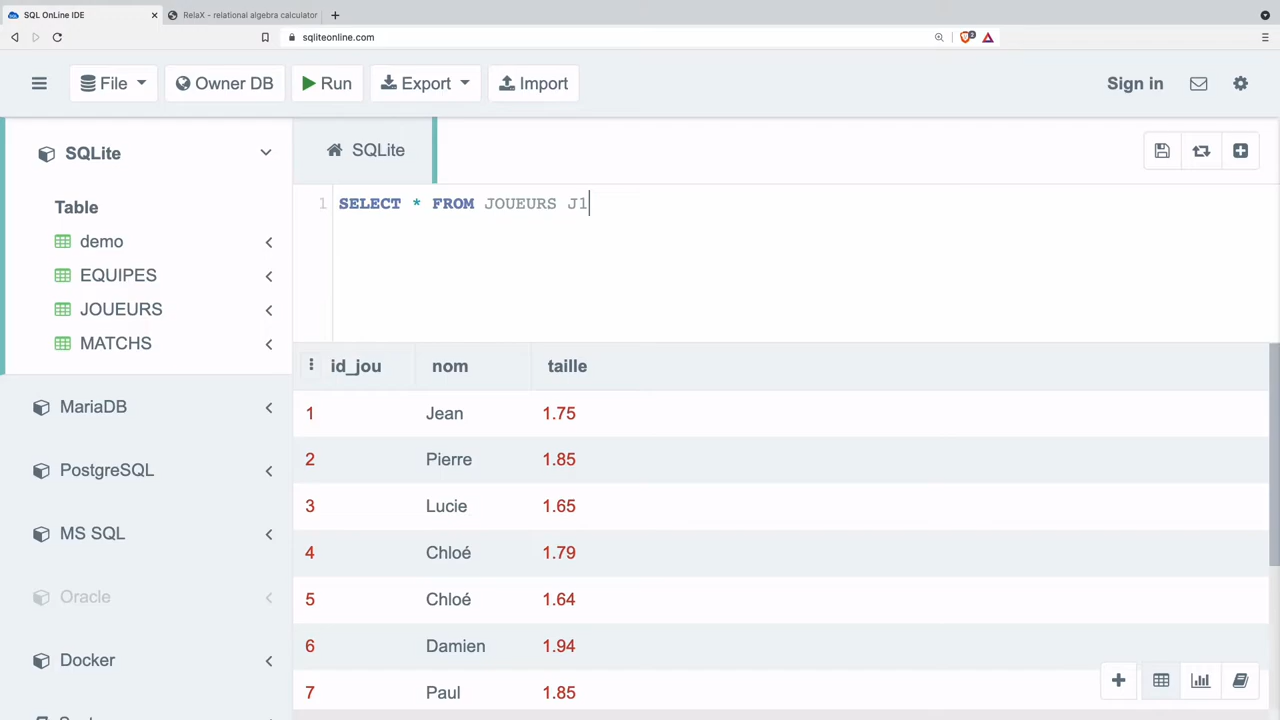 SQL OnLine IDE
RelaX - relational algebra calculator
sqliteonline.com
2
File
Owner DB
Run
Export
Import
Sign in
SQLite
SQLite
Table
demo
EQUIPES
JOUEURS
MATCHS
MariaDB
PostgreSQL
MS SQL
Oracle
Docker
1 SELECT * FROM JOUEURS J1
id_jou nom taille
1 Jean 1.75
2 Pierre 1.85
3 Lucie 1.65
4 Chloé 1.79
5 Chloé 1.64
6 Damien 1.94
7 Paul 1.85